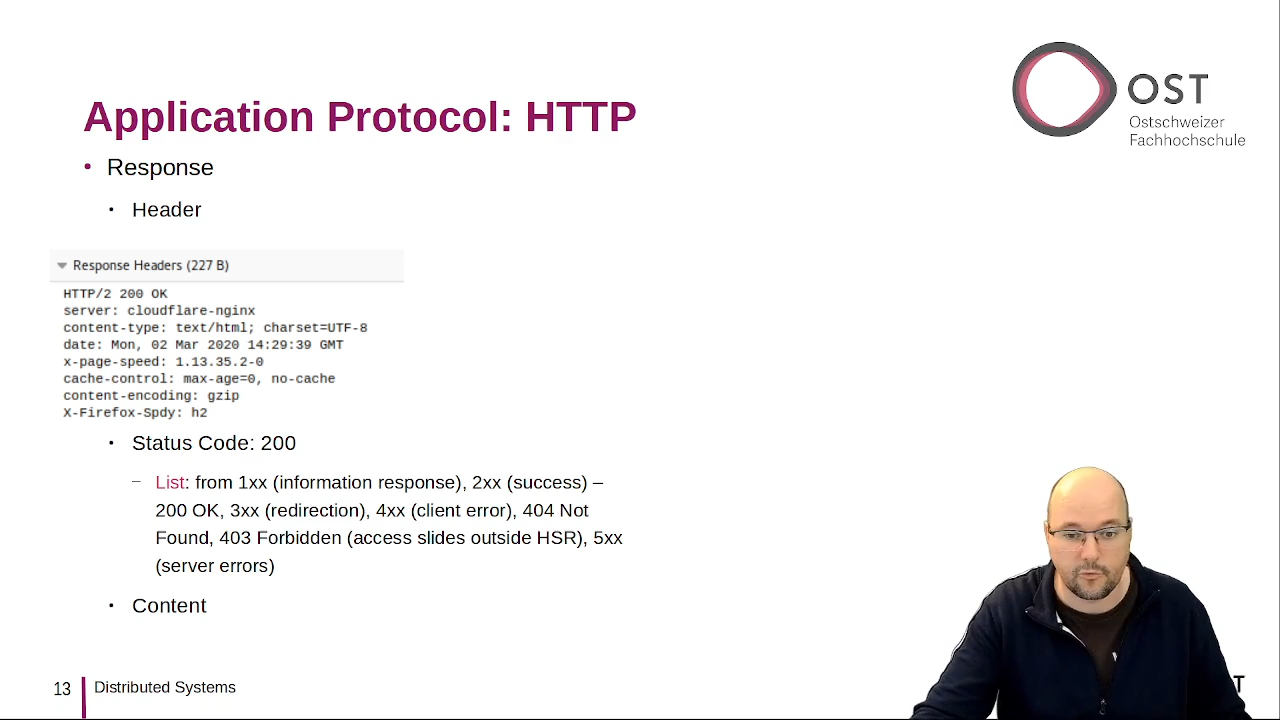 Application Protocol: HTTP
OST
Ostschweizer
Fachhochschule
• Response
• Header
Response Headers (227 B)
HTTP/2 200 OK
server: cloudflare-nginx
content-type: text/html; charset=UTF-8
date: Mon, 02 Mar 2020 14:29:39 GMT
x-page-speed: 1.13.35.2-0
cache-control: max-age=0, no-cache
content-encoding: gzip
X-Firefox-Spdy: h2
• Status Code: 200
– List: from 1xx (information response), 2xx (success) –
200 OK, 3xx (redirection), 4xx (client error), 404 Not
Found, 403 Forbidden (access slides outside HSR), 5xx
(server errors)
• Content
13 Distributed Systems